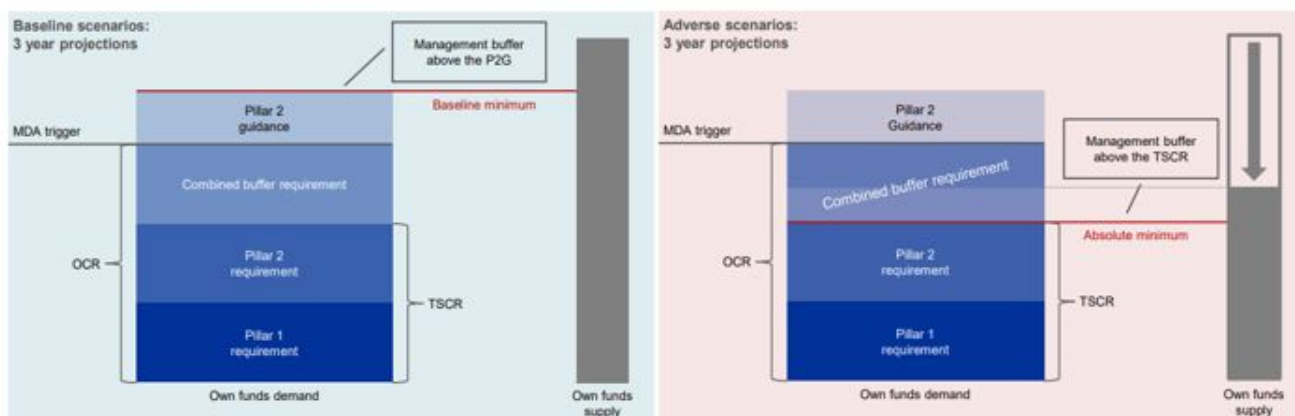 Baseline scenarios:
3 year projections
Management buffer
above the P2G
Pillar 2
guidance
Baseline minimum
MDA trigger
Combined buffer requirement
OCR
Pillar 2
requirement
TSCR
Pillar 1
requirement
Own funds demand
Own funds
supply
Adverse scenarios:
3 year projections
Pillar 2
Guidance
MDA trigger
Management buffer
above the TSCR
Combined buffer requirement
Absolute minimum
OCR
Pillar 2
requirement
TSCR
Pillar 1
requirement
Own funds demand
Own funds
supply